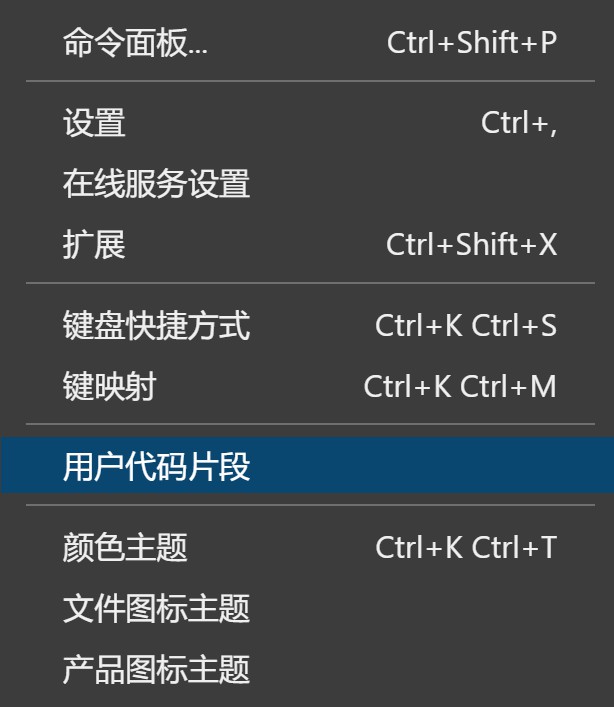 命令面板... Ctrl+Shift+P
设置 Ctrl+,
在线服务设置
扩展 Ctrl+Shift+X
键盘快捷方式 Ctrl+K Ctrl+S
键映射 Ctrl+K Ctrl+M
用户代码片段
颜色主题 Ctrl+K Ctrl+T
文件图标主题
产品图标主题